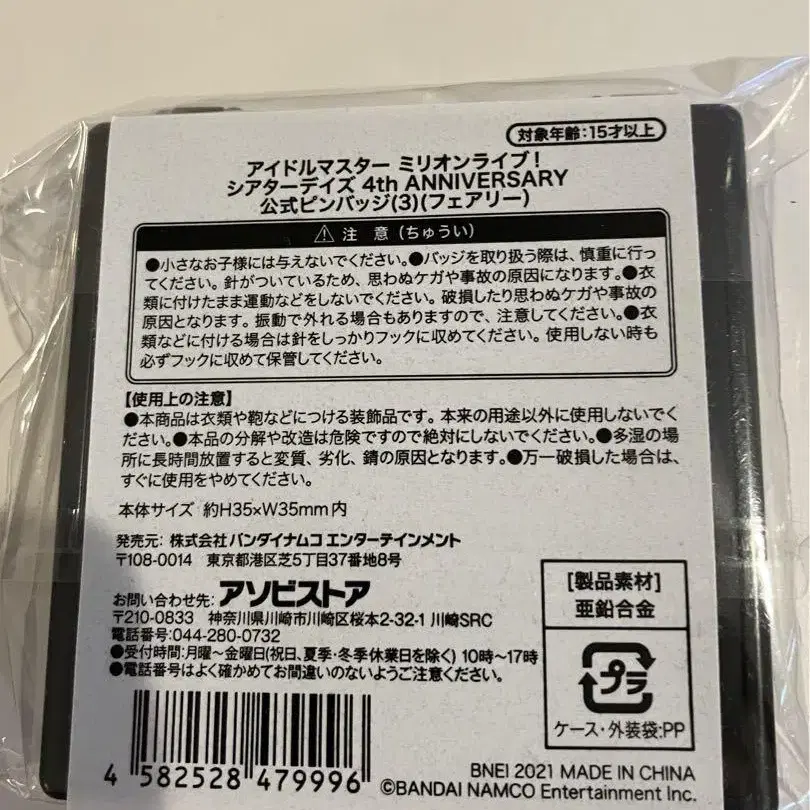 対象年齢:15才以上
アイドルマスター ミリオンライブ!
シアターデイズ 4th ANNIVERSARY
公式ピンバッジ(3)(フェアリー)
⚠ 注 意 (ちゅうい)
●小さなお子様には与えないでください。●バッジを取り扱う際は、慎重に行っ
てください。針がついているため、思わぬケガや事故の原因になります。●衣
類に付けたまま運動などをしないでください。破損したり思わぬケガや事故の
原因となります。振動で外れる場合もありますので、注意してください。●衣
類などに付ける場合は針をしっかりフックに収めてください。使用しない時も
必ずフックに収めて保管してください。
【使用上の注意】
●本商品は衣類や鞄などにつける装飾品です。本来の用途以外に使用しないでく
ださい。●本品の分解や改造は危険ですので絶対にしないでください。●多湿の場
所に長時間放置すると変質、劣化、錆の原因となります。●万一破損した場合は、
すぐに使用をやめてください。
本体サイズ 約H35×W35mm内
発売元: 株式会社バンダイナムコ エンターテインメント
〒108-0014 東京都港区芝5丁目37番地8号
お問い合わせ先: アソビストア
〒210-0833 神奈川県川崎市川崎区桜本2-32-1 川崎SRC
電話番号:044-280-0732
●受付時間:月曜~金曜日(祝日、夏季・冬季休業日を除く) 10時~17時
●電話番号はよく確かめてお間違いのないようご注意ください。
[製品素材]
亜鉛合金
プラ
ケース・外装袋:PP
4 582528 479996
BNEI 2021 MADE IN CHINA
©BANDAI NAMCO Entertainment Inc.